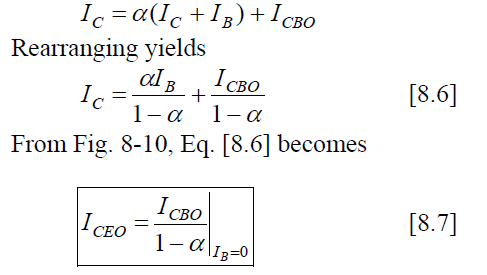 I_C = α(I_C + I_B) + I_CBO
Rearranging yields
I_C = αI_B/(1 − α) + I_CBO/(1 − α) [8.6]
From Fig. 8-10, Eq. [8.6] becomes
I_CEO = I_CBO/(1 − α)|_{I_B=0} [8.7]